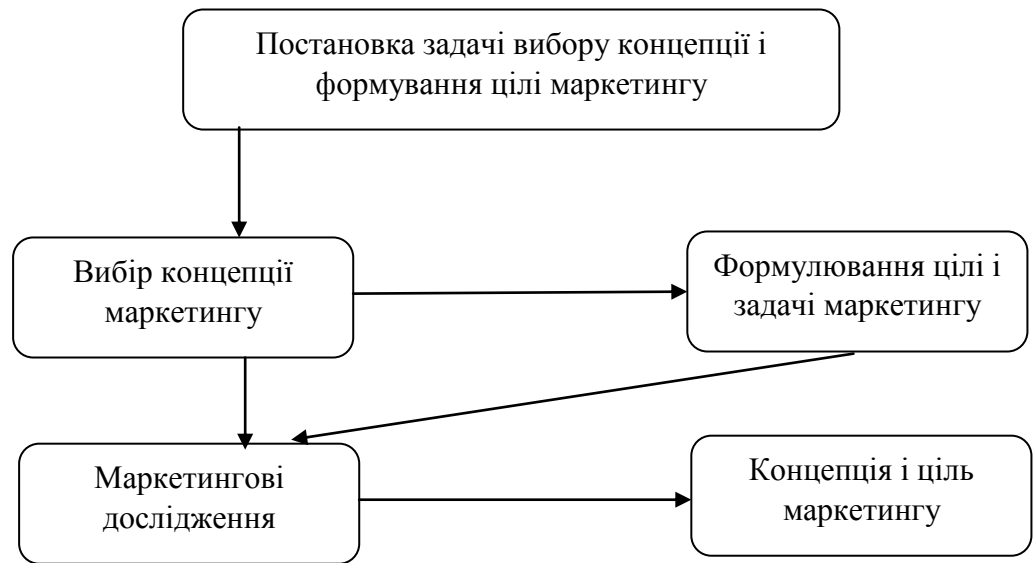 Постановка задачі вибору концепції і
формування цілі маркетингу
Вибір концепції
маркетингу
Формулювання цілі і
задачі маркетингу
Маркетингові
дослідження
Концепція і ціль
маркетингу